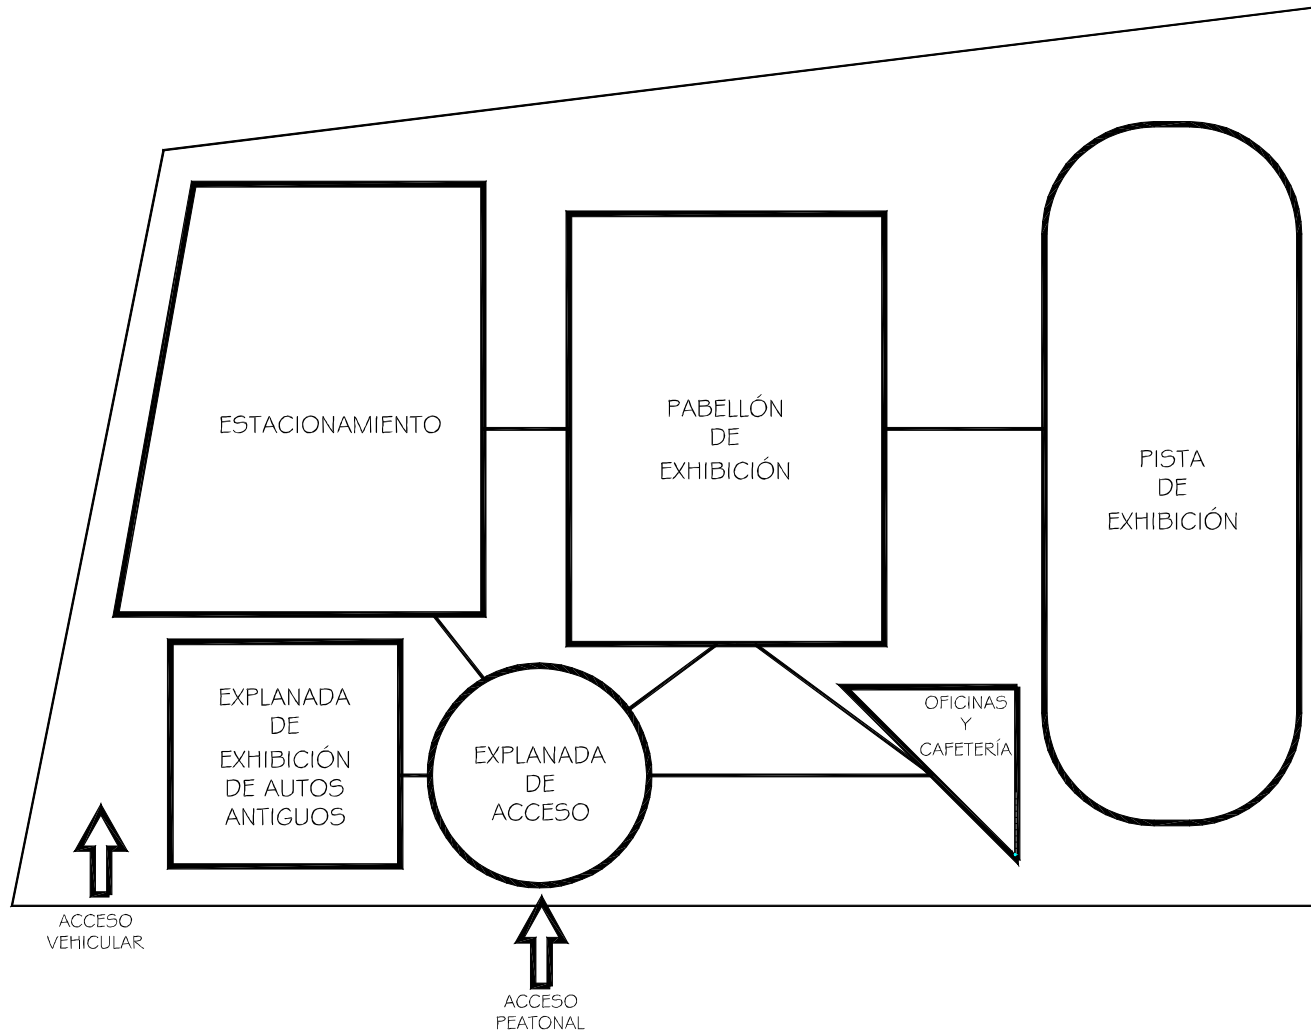 ESTACIONAMIENTO
PABELLÓN
DE
EXHIBICIÓN
PISTA
DE
EXHIBICIÓN
EXPLANADA
DE
EXHIBICIÓN
DE AUTOS
ANTIGUOS
EXPLANADA
DE
ACCESO
OFICINAS
Y
CAFETERÍA
ACCESO
VEHICULAR
ACCESO
PEATONAL